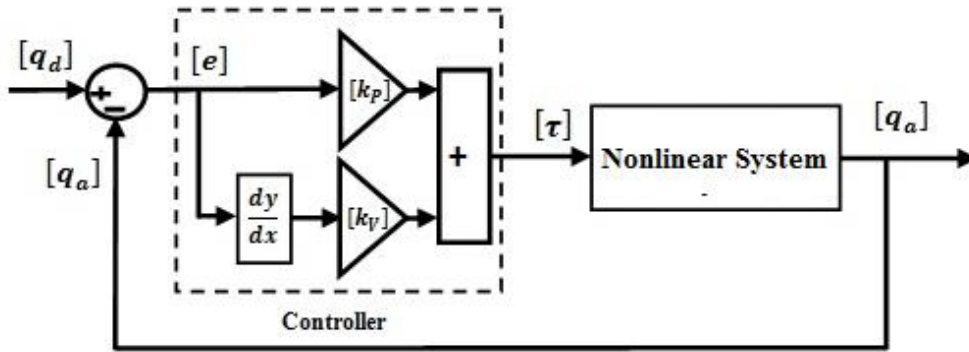 [q_d]
[e]
[k_P]
+
−
[q_a]
dy
dx
[k_V]
+
[τ]
Nonlinear System
-
[q_a]
Controller